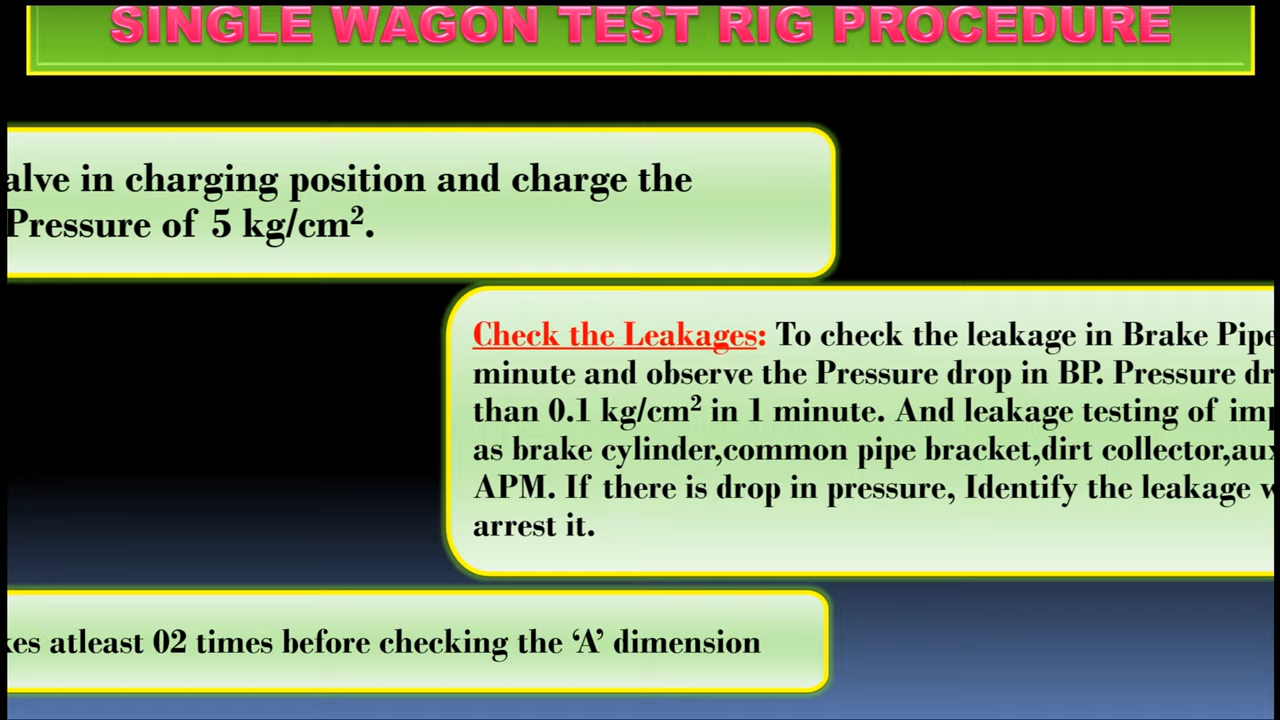 SINGLE WAGON TEST RIG PROCEDURE
alve in charging position and charge the
Pressure of 5 kg/cm².
Check the Leakages: To check the leakage in Brake Pipe
minute and observe the Pressure drop in BP. Pressure dr
than 0.1 kg/cm² in 1 minute. And leakage testing of imp
as brake cylinder,common pipe bracket,dirt collector,aux
APM. If there is drop in pressure, Identify the leakage
arrest it.
kes atleast 02 times before checking the ‘A’ dimension